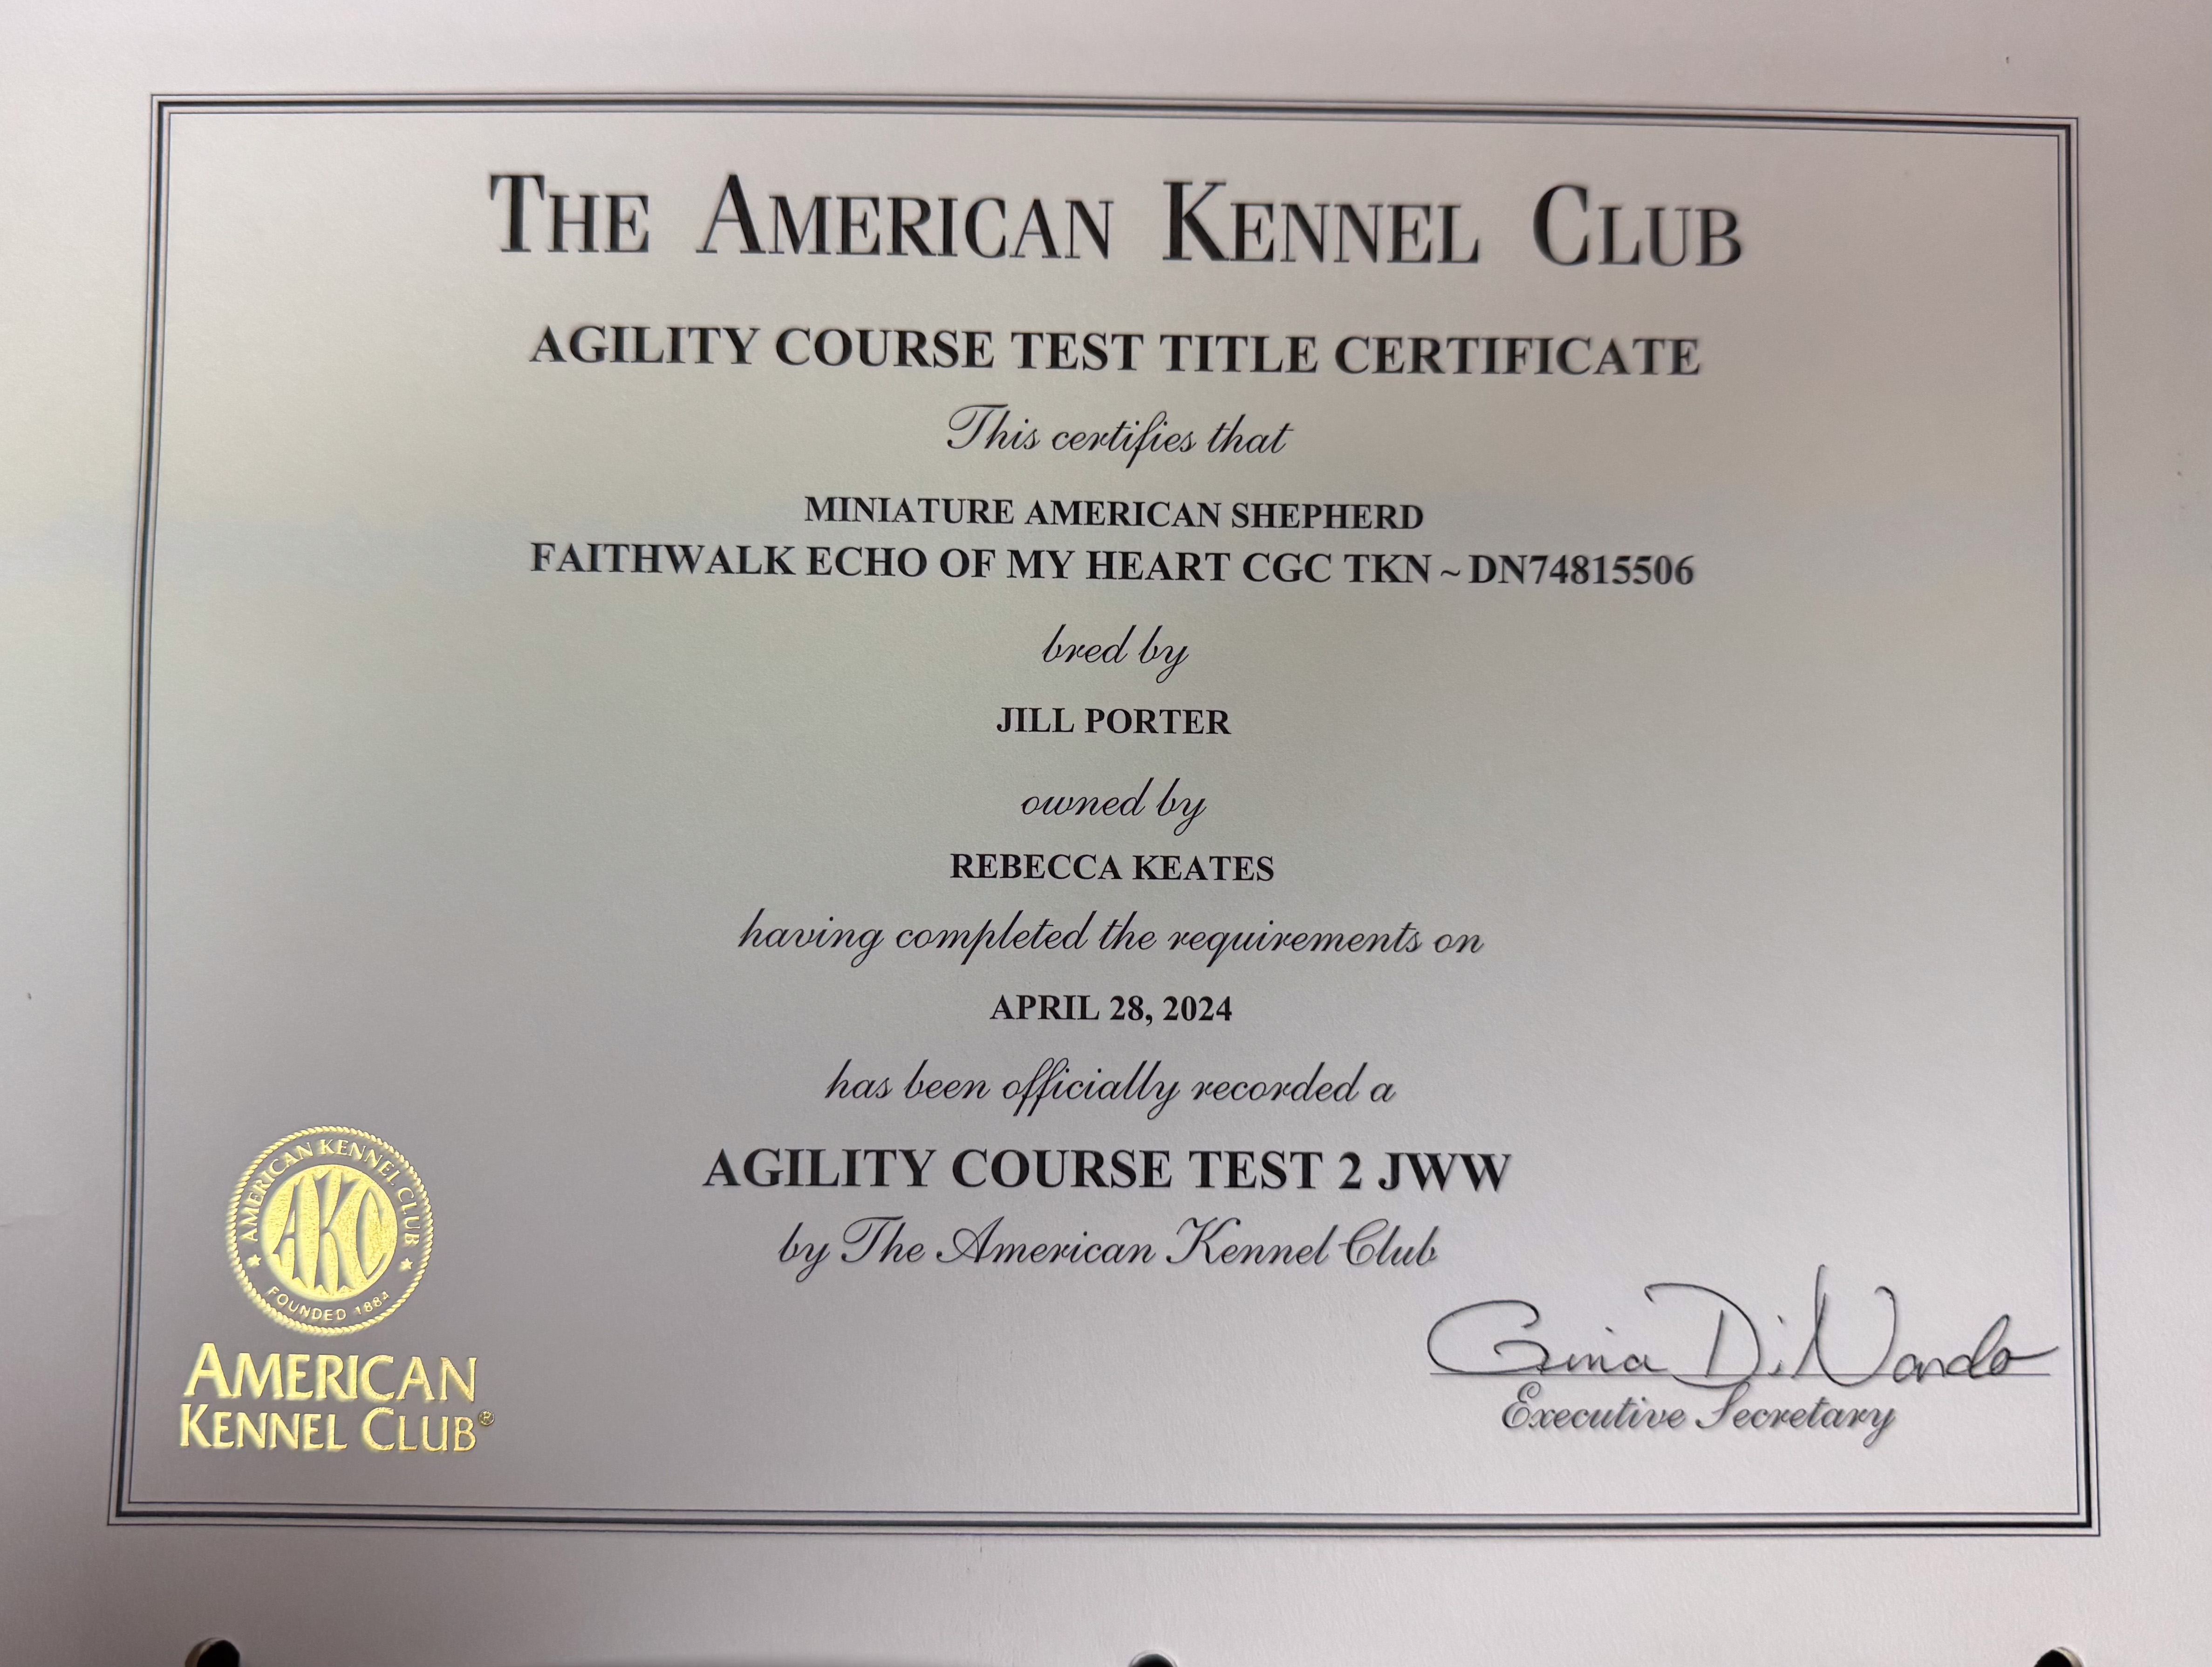 THE AMERICAN KENNEL CLUB
AGILITY COURSE TEST TITLE CERTIFICATE
This certifies that
MINIATURE AMERICAN SHEPHERD
FAITHWALK ECHO OF MY HEART CGC TKN ~ DN74815506
bred by
JILL PORTER
owned by
REBECCA KEATES
having completed the requirements on
APRIL 28, 2024
has been officially recorded a
AGILITY COURSE TEST 2 JWW
by The American Kennel Club
AMERICAN KENNEL CLUB
AKC
FOUNDED 1884
AMERICAN
KENNEL CLUB®
Gina DiNardo
Executive Secretary